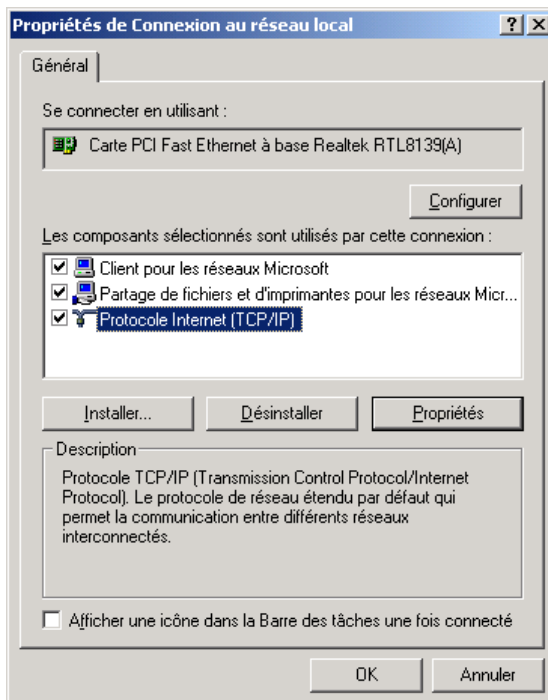 Propriétés de Connexion au réseau local
Général
Se connecter en utilisant :
Carte PCI Fast Ethernet à base Realtek RTL8139(A)
Configurer
Les composants sélectionnés sont utilisés par cette connexion :
Client pour les réseaux Microsoft
Partage de fichiers et d'imprimantes pour les réseaux Micr...
Protocole Internet (TCP/IP)
Installer... Désinstaller Propriétés
Description
Protocole TCP/IP (Transmission Control Protocol/Internet
Protocol). Le protocole de réseau étendu par défaut qui
permet la communication entre différents réseaux
interconnectés.
Afficher une icône dans la Barre des tâches une fois connecté
OK Annuler